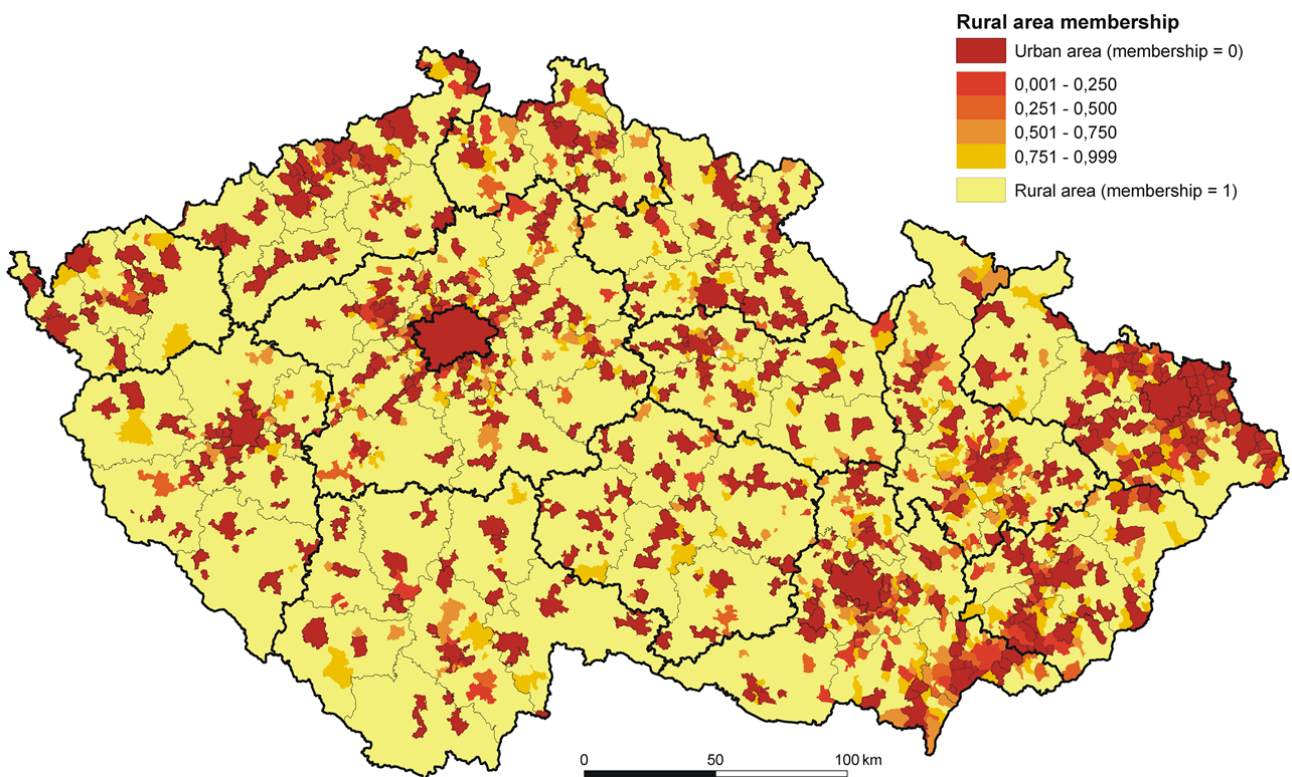 Rural area membership
Urban area (membership = 0)
0,001 - 0,250
0,251 - 0,500
0,501 - 0,750
0,751 - 0,999
Rural area (membership = 1)
0 50 100 km